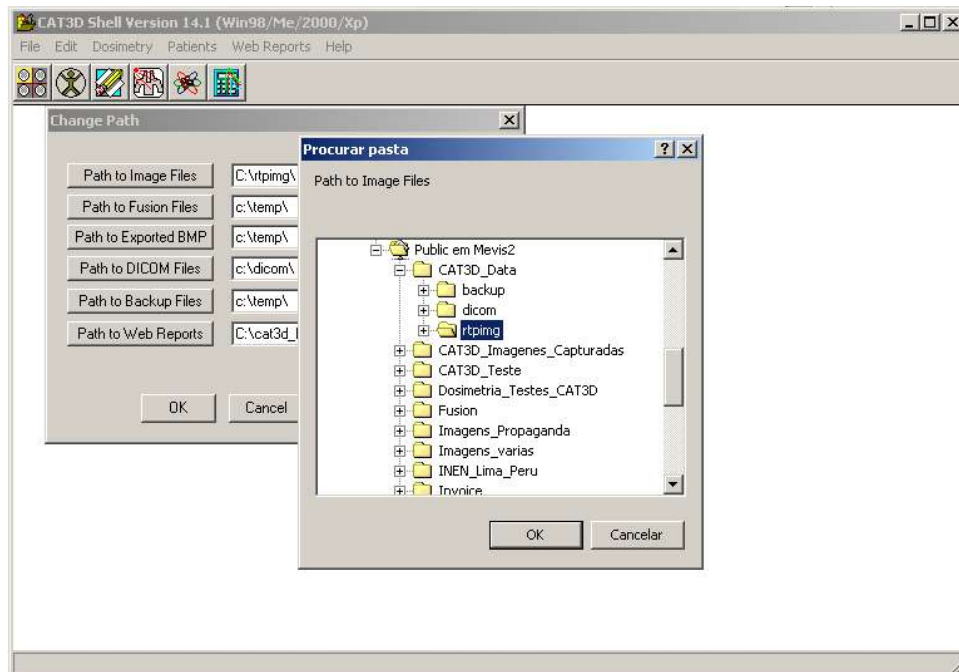 CAT3D Shell Version 14.1 (Win98/Me/2000/Xp)
File Edit Dosimetry Patients Web Reports Help
Change Path
Path to Image Files C:\rtpimg\
Path to Fusion Files c:\temp\
Path to Exported BMP c:\temp\
Path to DICOM Files c:\dicom\
Path to Backup Files c:\temp\
Path to Web Reports C:\cat3d_
OK Cancel
Procurar pasta
Path to Image Files
Public em Mevis2
CAT3D_Data
backup
dicom
rtpimg
CAT3D_Imagenes_Capturadas
CAT3D_Teste
Dosimetria_Testes_CAT3D
Fusion
Imagens_Propaganda
Imagens_varias
INEN_Lima_Peru
Invoice
OK Cancelar